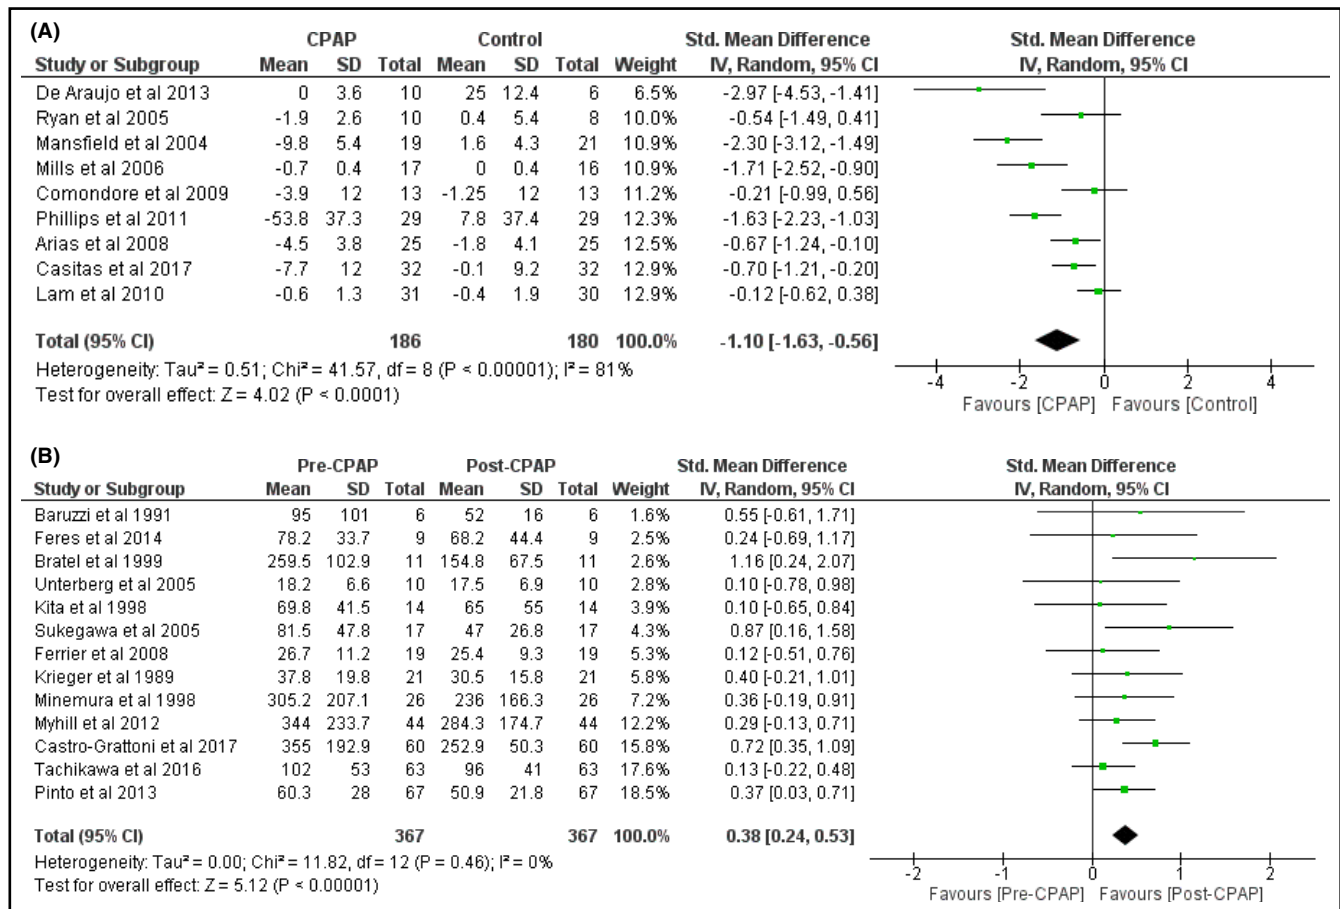 (A)
CPAP Control Std. Mean Difference Std. Mean Difference
Study or Subgroup Mean SD Total Mean SD Total Weight IV, Random, 95% CI IV, Random, 95% CI
De Araujo et al 2013 0 3.6 10 25 12.4 6 6.5% -2.97 [-4.53, -1.41]
Ryan et al 2005 -1.9 2.6 10 0.4 5.4 8 10.0% -0.54 [-1.49, 0.41]
Mansfield et al 2004 -9.8 5.4 19 1.6 4.3 21 10.9% -2.30 [-3.12, -1.49]
Mills et al 2006 -0.7 0.4 17 0 0.4 16 10.9% -1.71 [-2.52, -0.90]
Comondore et al 2009 -3.9 12 13 -1.25 12 13 11.2% -0.21 [-0.99, 0.56]
Phillips et al 2011 -53.8 37.3 29 7.8 37.4 29 12.3% -1.63 [-2.23, -1.03]
Arias et al 2008 -4.5 3.8 25 -1.8 4.1 25 12.5% -0.67 [-1.24, -0.10]
Casitas et al 2017 -7.7 12 32 -0.1 9.2 32 12.9% -0.70 [-1.21, -0.20]
Lam et al 2010 -0.6 1.3 31 -0.4 1.9 30 12.9% -0.12 [-0.62, 0.38]
Total (95% CI) 186 180 100.0% -1.10 [-1.63, -0.56]
Heterogeneity: Tau² = 0.51; Chi² = 41.57, df = 8 (P < 0.00001); I² = 81%
Test for overall effect: Z = 4.02 (P < 0.0001)
-4 -2 0 2 4
Favours [CPAP] Favours [Control]
(B)
Pre-CPAP Post-CPAP Std. Mean Difference Std. Mean Difference
Study or Subgroup Mean SD Total Mean SD Total Weight IV, Random, 95% CI IV, Random, 95% CI
Baruzzi et al 1991 95 101 6 52 16 6 1.6% 0.55 [-0.61, 1.71]
Feres et al 2014 78.2 33.7 9 68.2 44.4 9 2.5% 0.24 [-0.69, 1.17]
Bratel et al 1999 259.5 102.9 11 154.8 67.5 11 2.6% 1.16 [0.24, 2.07]
Unterberg et al 2005 18.2 6.6 10 17.5 6.9 10 2.8% 0.10 [-0.78, 0.98]
Kita et al 1998 69.8 41.5 14 65 55 14 3.9% 0.10 [-0.65, 0.84]
Sukegawa et al 2005 81.5 47.8 17 47 26.8 17 4.3% 0.87 [0.16, 1.58]
Ferrier et al 2008 26.7 11.2 19 25.4 9.3 19 5.3% 0.12 [-0.51, 0.76]
Krieger et al 1989 37.8 19.8 21 30.5 15.8 21 5.8% 0.40 [-0.21, 1.01]
Minemura et al 1998 305.2 207.1 26 236 166.3 26 7.2% 0.36 [-0.19, 0.91]
Myhill et al 2012 344 233.7 44 284.3 174.7 44 12.2% 0.29 [-0.13, 0.71]
Castro-Grattoni et al 2017 355 192.9 60 252.9 50.3 60 15.8% 0.72 [0.35, 1.09]
Tachikawa et al 2016 102 53 63 96 41 63 17.6% 0.13 [-0.22, 0.48]
Pinto et al 2013 60.3 28 67 50.9 21.8 67 18.5% 0.37 [0.03, 0.71]
Total (95% CI) 367 367 100.0% 0.38 [0.24, 0.53]
Heterogeneity: Tau² = 0.00; Chi² = 11.82, df = 12 (P = 0.46); I² = 0%
Test for overall effect: Z = 5.12 (P < 0.00001)
-2 -1 0 1 2
Favours [Pre-CPAP] Favours [Post-CPAP]